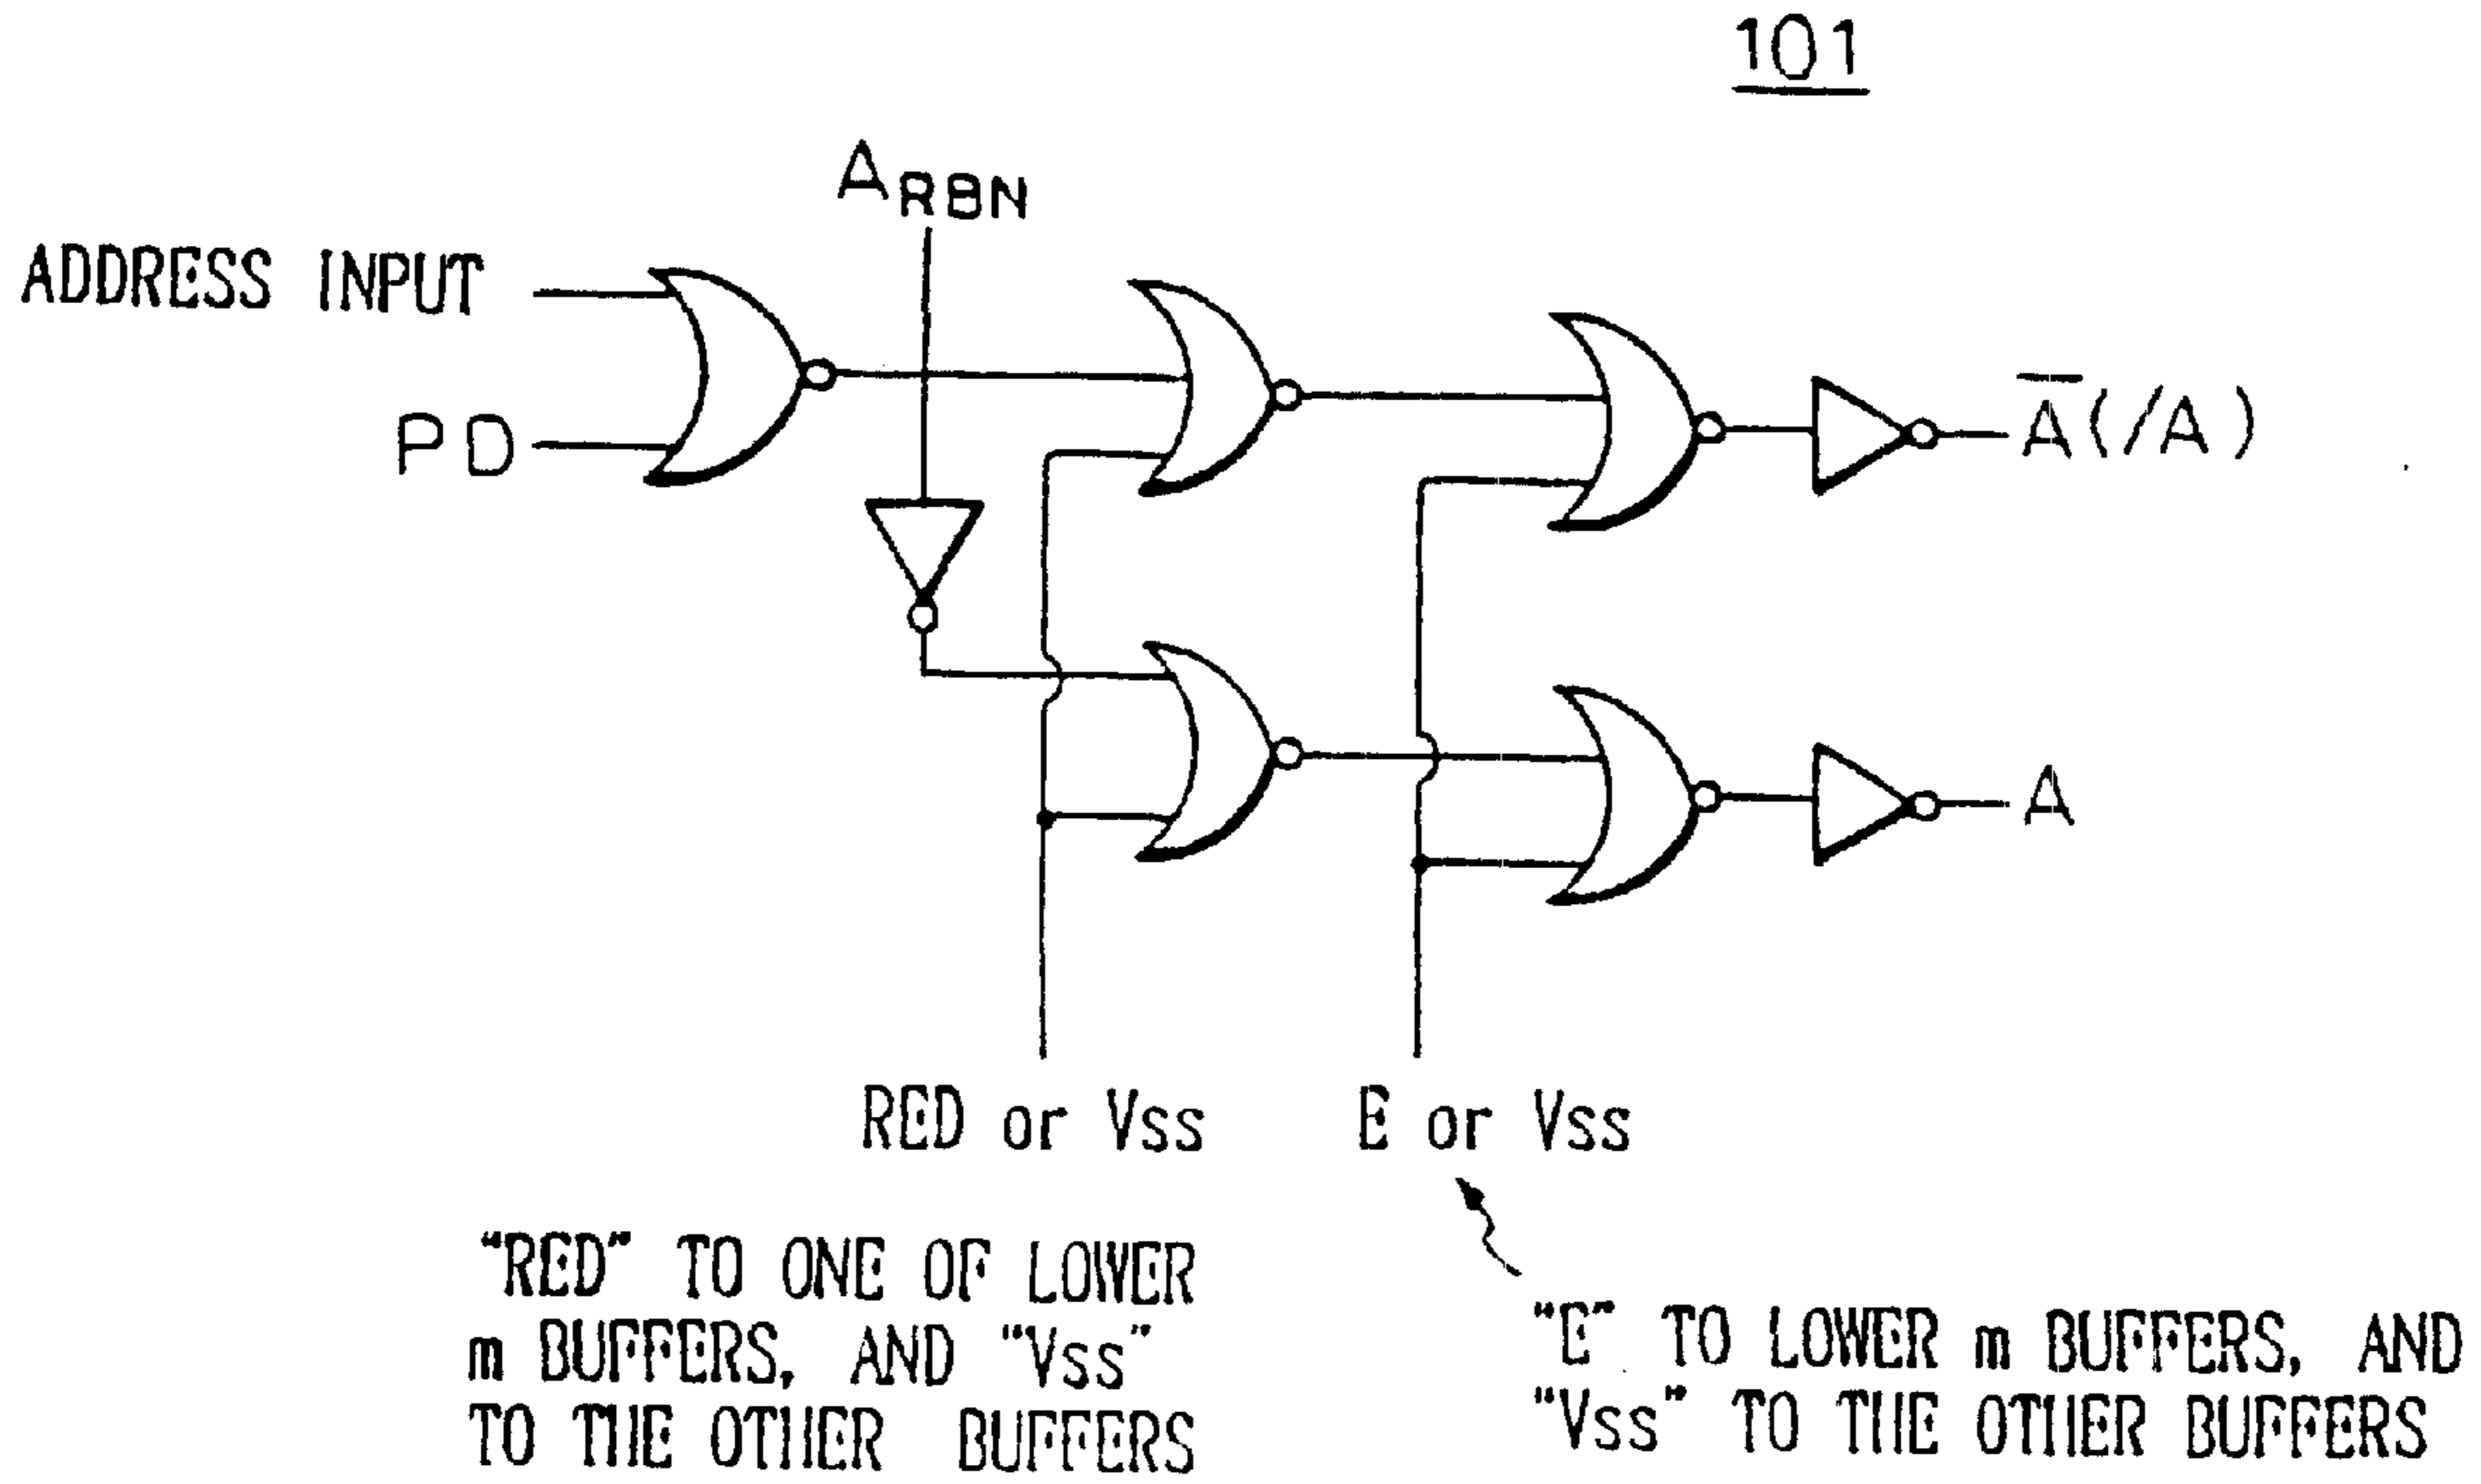 101
ARBN
ADDRESS INPUT
PD
A(/A)
A
RED or Vss
E or Vss
"RED" TO ONE OF LOWER
m BUFFERS, AND "Vss"
TO THE OTHER BUFFERS
"E" TO LOWER m BUFFERS, AND
"Vss" TO THE OTHER BUFFERS